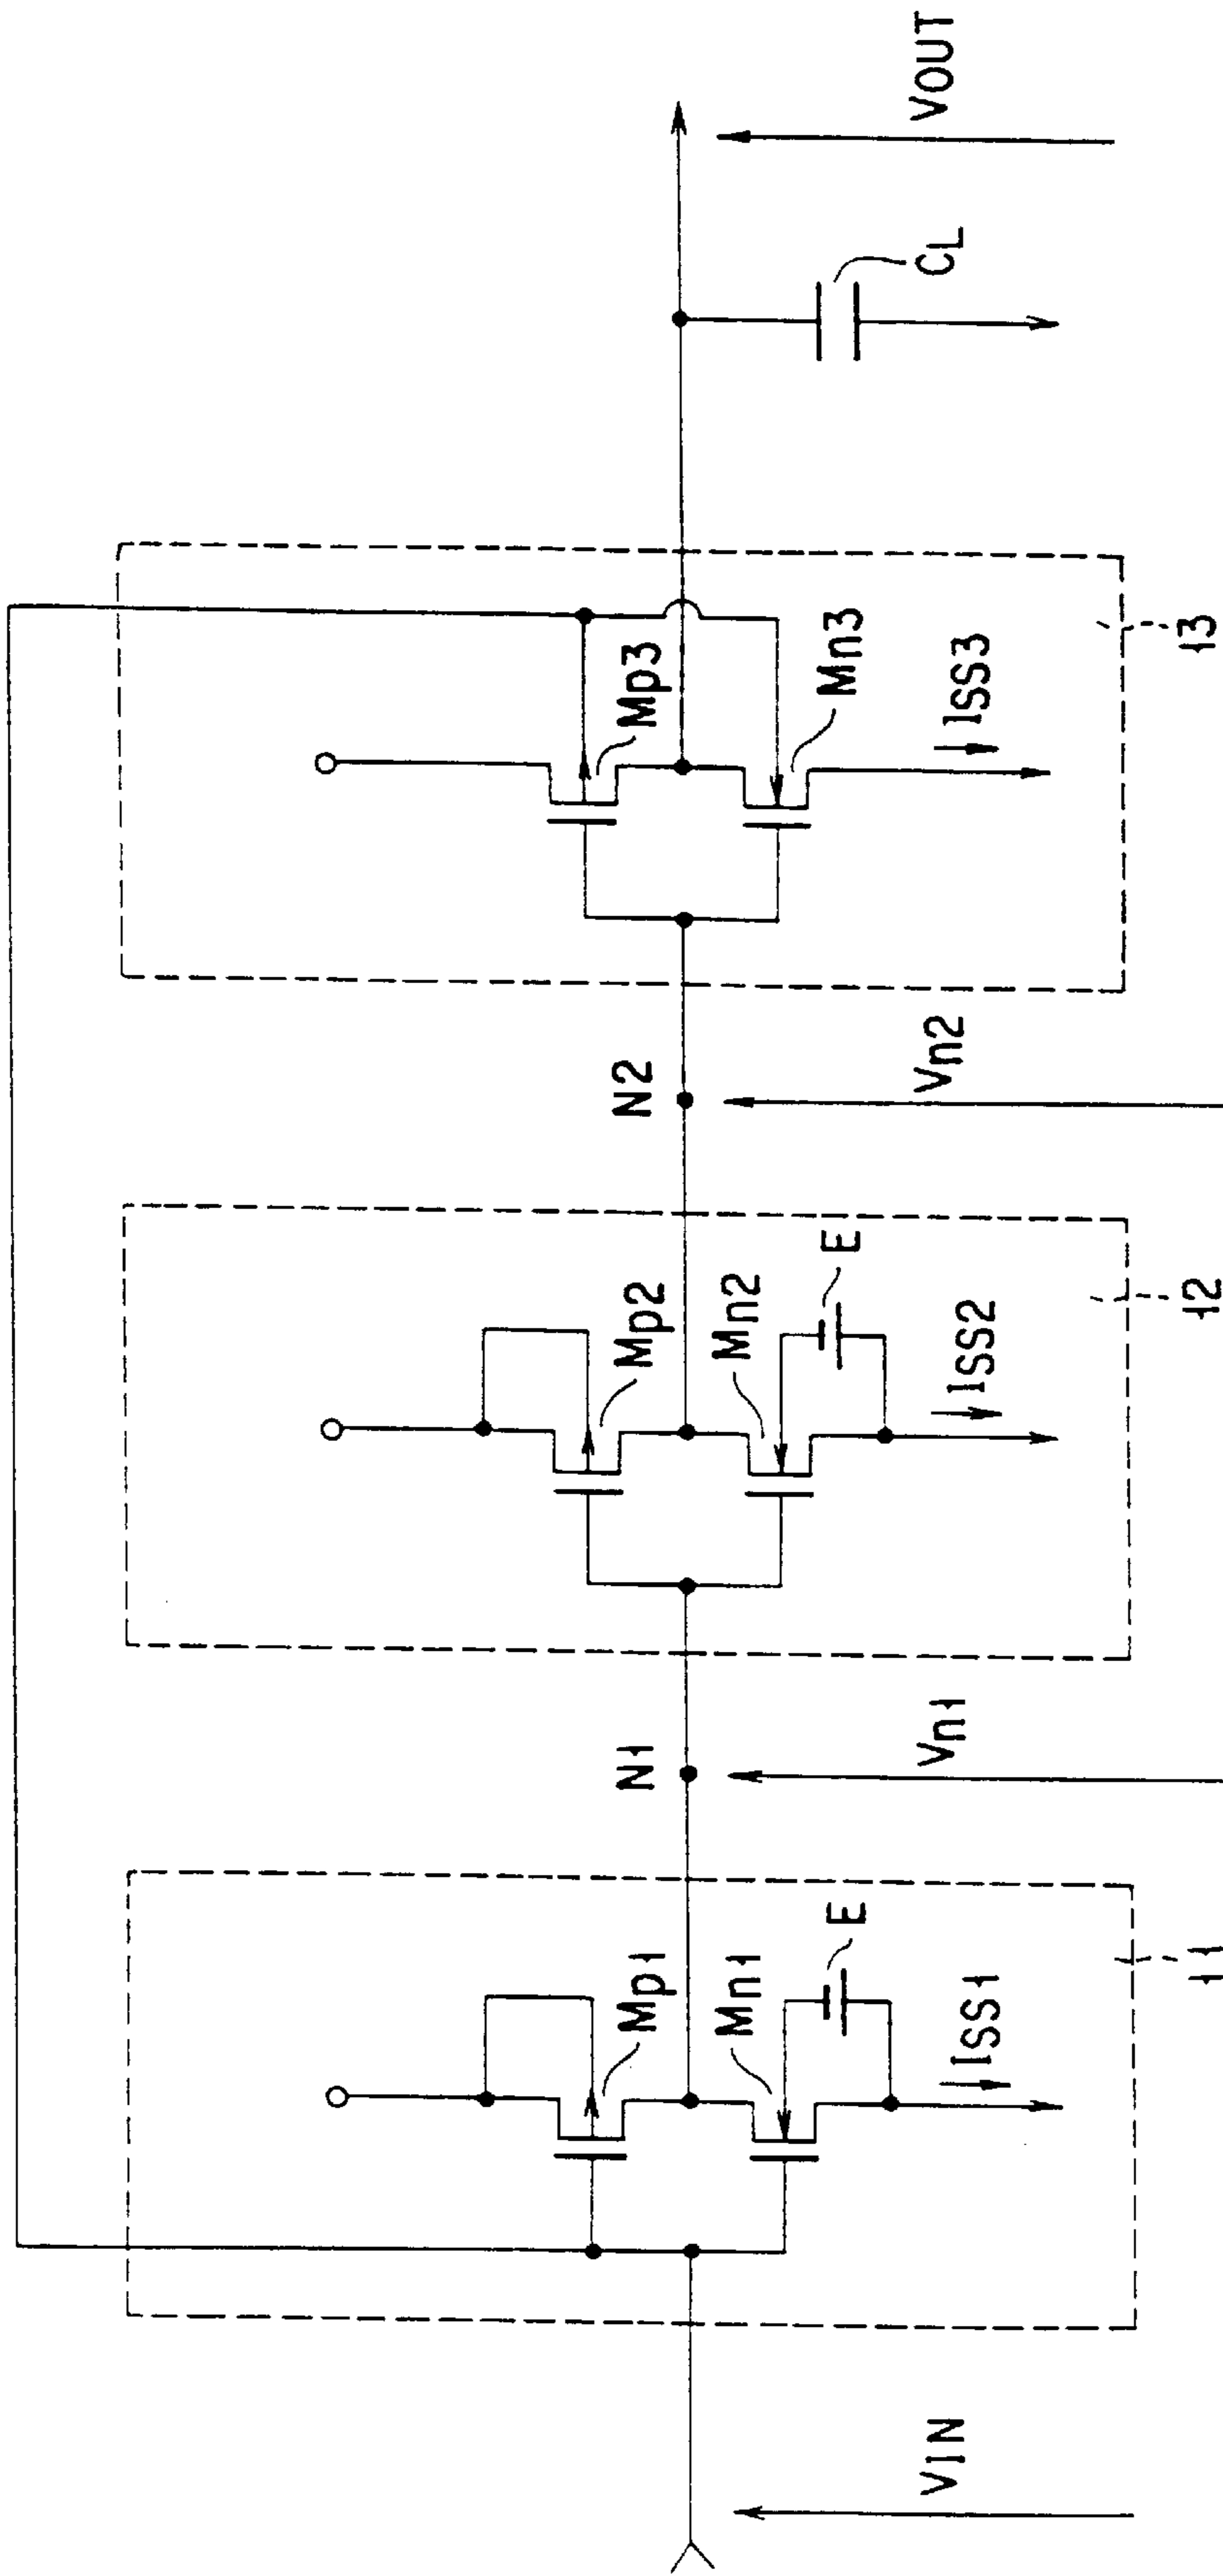 VIN
11
Mp1
Mn1
E
ISS1
N1
Vn1
12
Mp2
Mn2
E
ISS2
N2
Vn2
13
Mp3
Mn3
ISS3
CL
VOUT